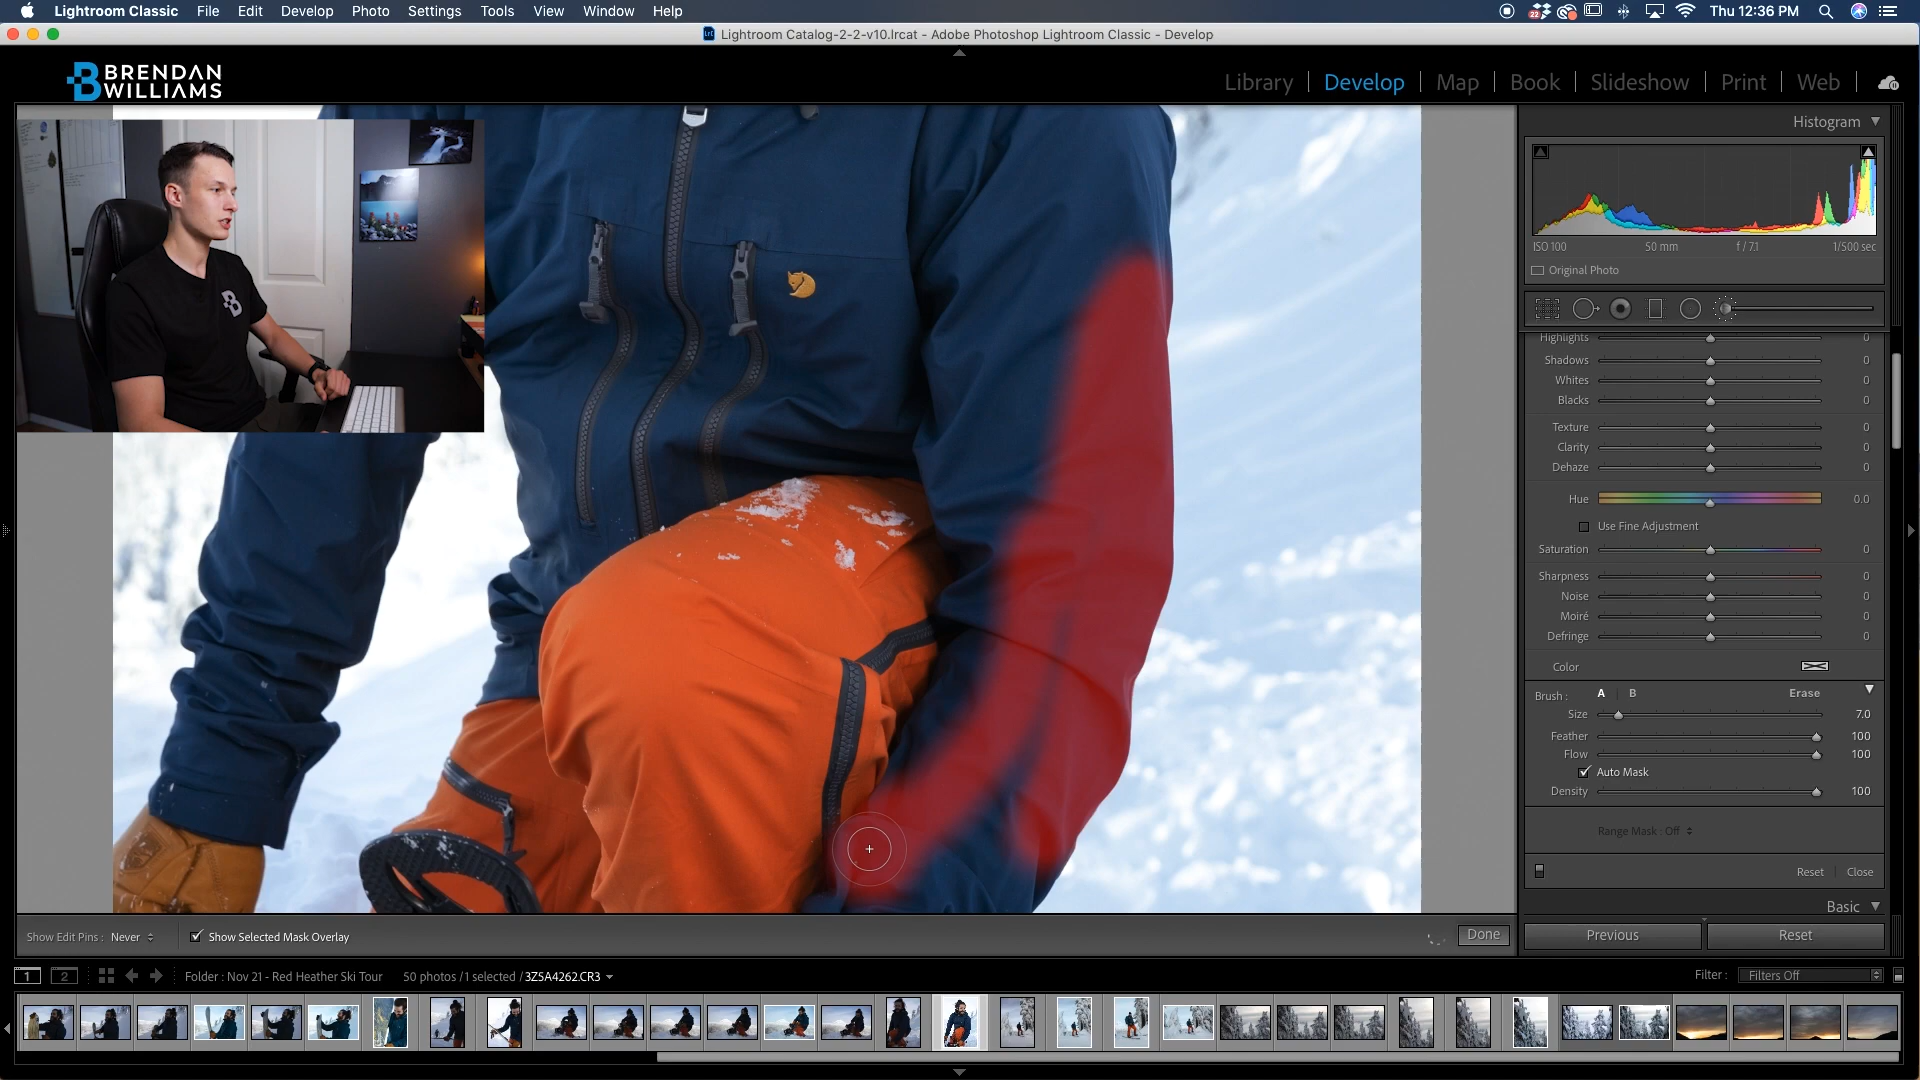 Lightroom Classic File Edit Develop Photo Settings Tools View Window Help
22 Thu 12:36 PM
Lightroom Catalog-2-2-v10.lrcat - Adobe Photoshop Lightroom Classic - Develop
BRENDAN
WILLIAMS
Library | Develop | Map | Book | Slideshow | Print | Web |
Histogram
ISO 100 50 mm f / 7.1 1/500 sec
Original Photo
Highlights 0
Shadows 0
Whites 0
Blacks 0
Texture 0
Clarity 0
Dehaze 0
Hue 0.0
Use Fine Adjustment
Saturation 0
Sharpness 0
Noise 0
Moiré 0
Defringe 0
Color
Brush : A B Erase
Size 7.0
Feather 100
Flow 100
Auto Mask
Density 100
Range Mask : Off
Reset Close
Basic
Show Edit Pins : Never Show Selected Mask Overlay Done
Previous Reset
1 2 Folder : Nov 21 - Red Heather Ski Tour 50 photos / 1 selected / 3Z5A4262.CR3 Filter : Filters Off